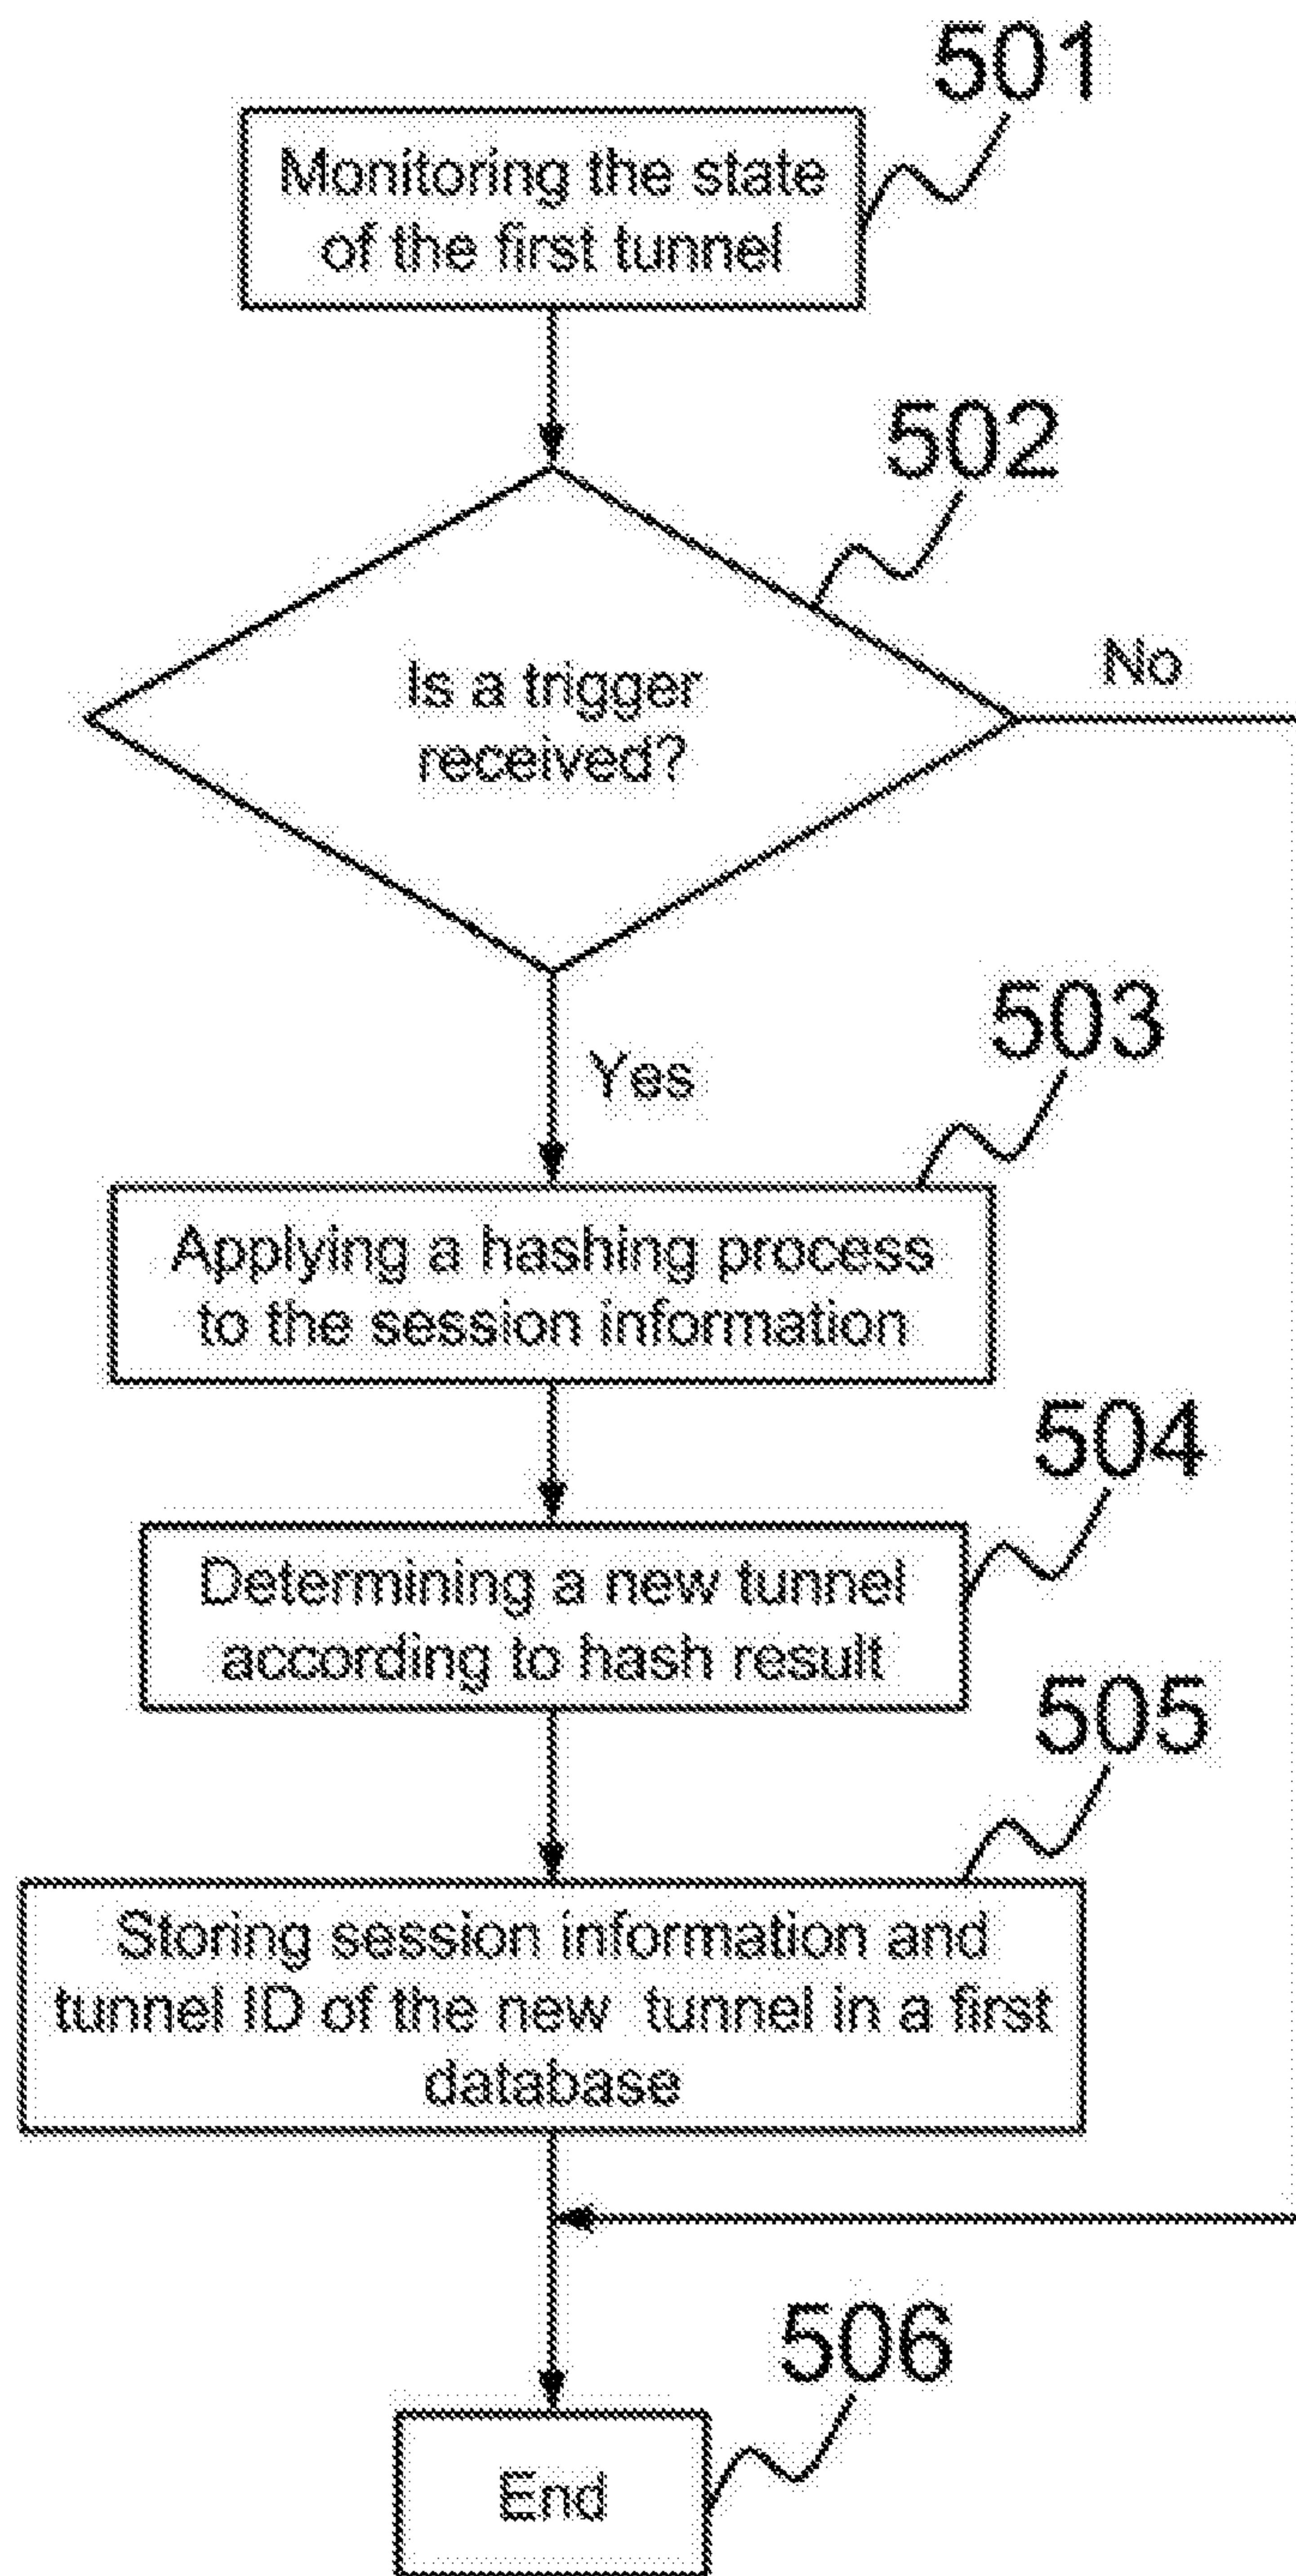 501
Monitoring the state
of the first tunnel
502
Is a trigger
received?
No
Yes
503
Applying a hashing process
to the session information
504
Determining a new tunnel
according to hash result
505
Storing session information and
tunnel ID of the new tunnel in a first
database
506
End